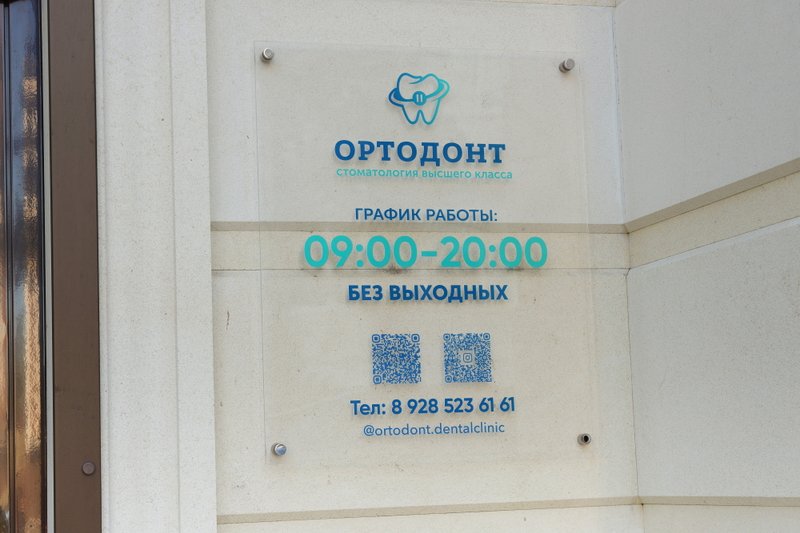 ОРТОДОНТ
стоматология высшего класса
ГРАФИК РАБОТЫ:
09:00–20:00
БЕЗ ВЫХОДНЫХ
Тел: 8 928 523 61 61
@ortodont.dentalclinic